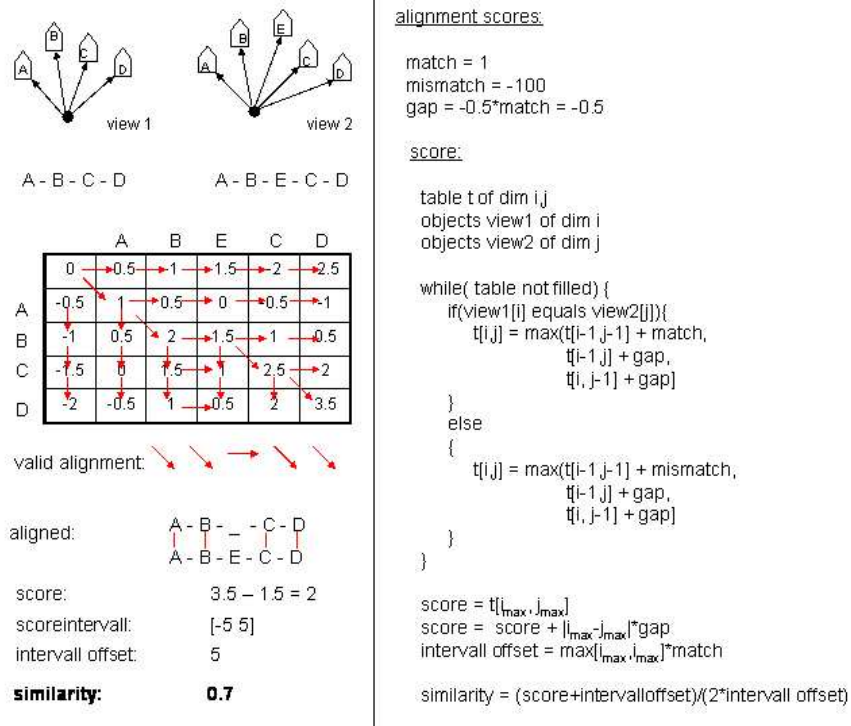 B E
C B
A D A C D
view 1 view 2
A - B - C - D A - B - E - C - D
A B E C D
0 -0.5 -1 -1.5 -2 -2.5
A -0.5 1 0.5 0 -0.5 -1
B -1 0.5 2 1.5 1 0.5
C -1.5 0 1.5 1 2.5 2
D -2 -0.5 1 0.5 2 3.5
valid alignment:
aligned: A - B - _ - C - D
A - B - E - C - D
score: 3.5 – 1.5 = 2
scoreintervall: [-5 5]
intervall offset: 5
similarity: 0.7
alignment scores:
match = 1
mismatch = -100
gap = -0.5*match = -0.5
score:
table t of dim i,j
objects view1 of dim i
objects view2 of dim j
while( table not filled) {
if(view1[i] equals view2[j]){
t[i,j] = max(t[i-1,j-1] + match,
t[i-1,j] + gap,
t[i, j-1] + gap]
}
else
{
t[i,j] = max(t[i-1,j-1] + mismatch,
t[i-1,j] + gap,
t[i, j-1] + gap]
}
}
score = t[imax, jmax]
score = score + |imax-jmax|*gap
intervall offset = max[imax,imax]*match
similarity = (score+intervalloffset)/(2*intervall offset)